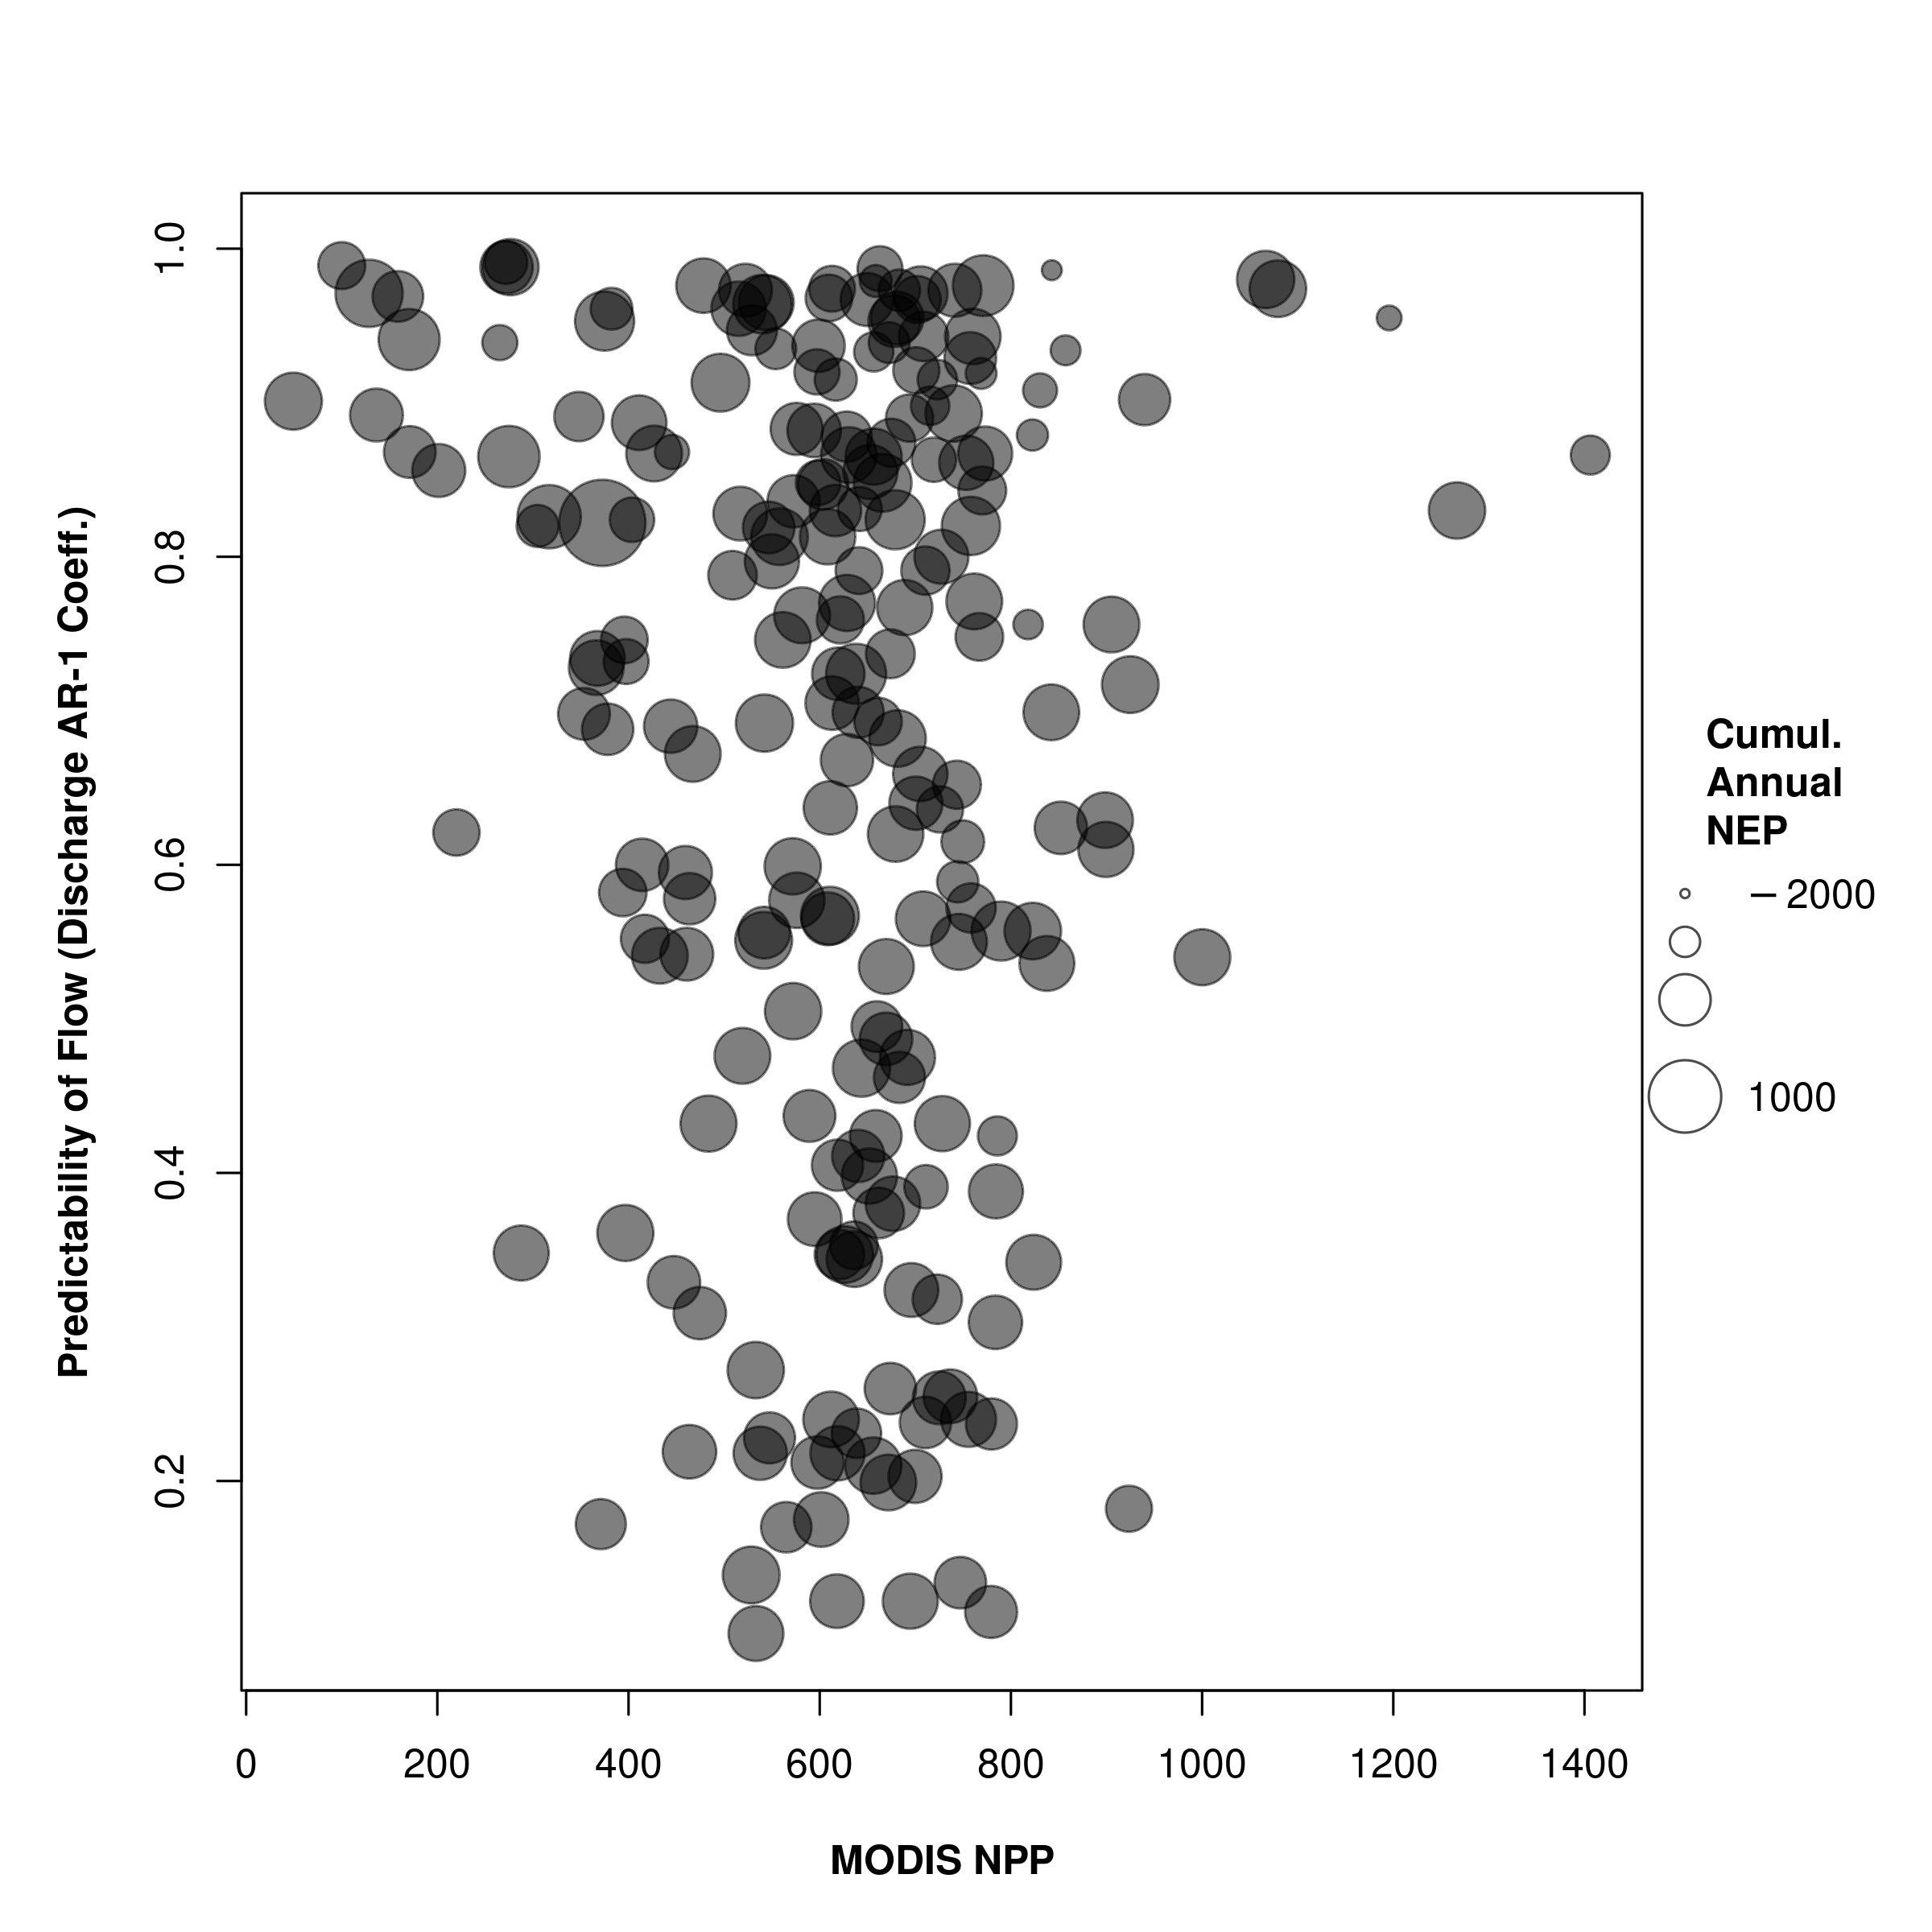 Predictability of Flow (Discharge AR-1 Coeff.)
1.0
0.8
0.6
0.4
0.2
0 200 400 600 800 1000 1200 1400
MODIS NPP
Cumul.
Annual
NEP
−2000
1000